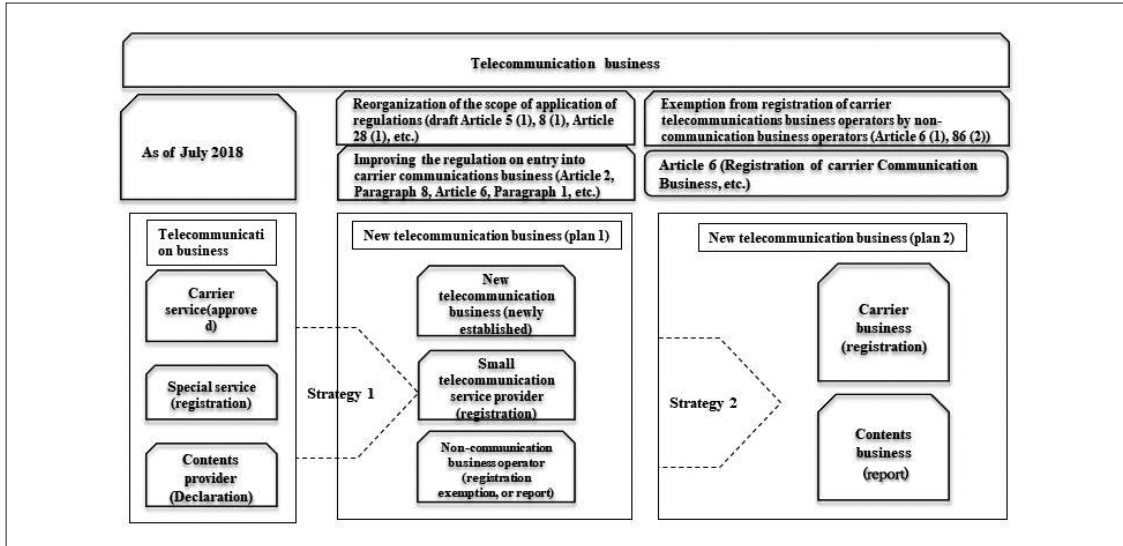 Telecommunication business
As of July 2018
Reorganization of the scope of application of
regulations (draft Article 5 (1), 8 (1), Article
28 (1), etc.)
Improving the regulation on entry into
carrier communications business (Article 2,
Paragraph 8, Article 6, Paragraph 1, etc.)
Exemption from registration of carrier
telecommunications business operators by non-
communication business operators (Article 6 (1), 86 (2))
Article 6 (Registration of carrier Communication
Business, etc.)
Telecommunicati
on business
Carrier
service(approve
d)
Special service
(registration)
Contents
provider
(Declaration)
Strategy 1
New telecommunication business (plan 1)
New
telecommunication
business (newly
established)
Small
telecommunication
service provider
(registration)
Non-communication
business operator
(registration
exemption, or report)
Strategy 2
New telecommunication business (plan 2)
Carrier
business
(registration)
Contents
business
(report)